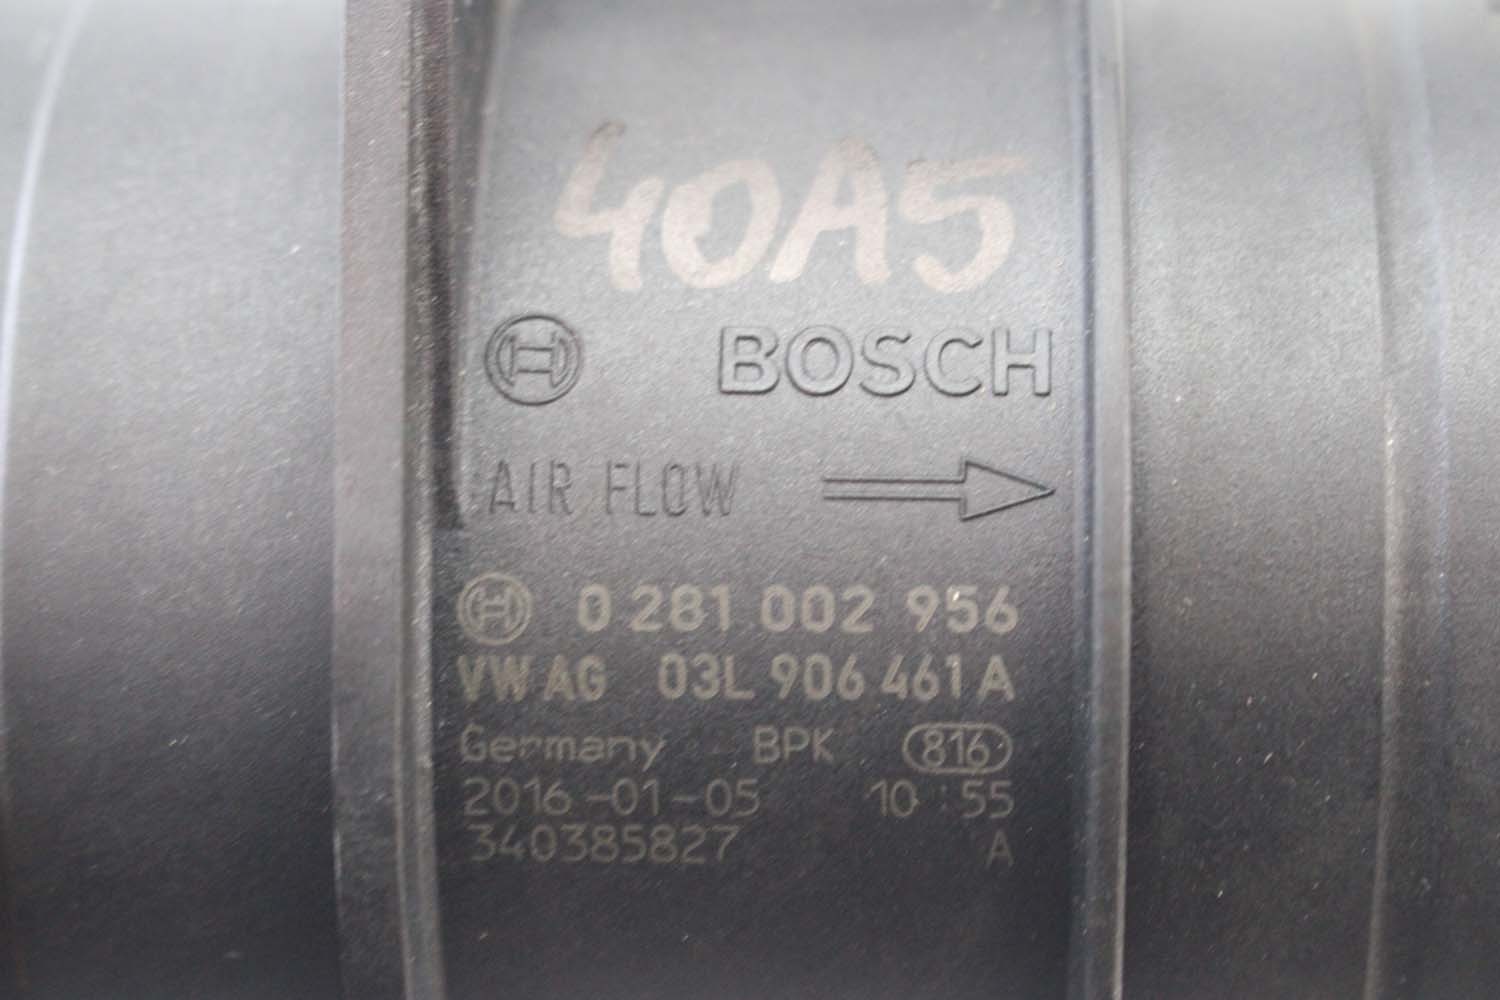 40A5
BOSCH
AIR FLOW
0 281 002 956
VW AG 03L 906 461 A
Germany BPK 816
2016-01-05 10:55
340385827 A